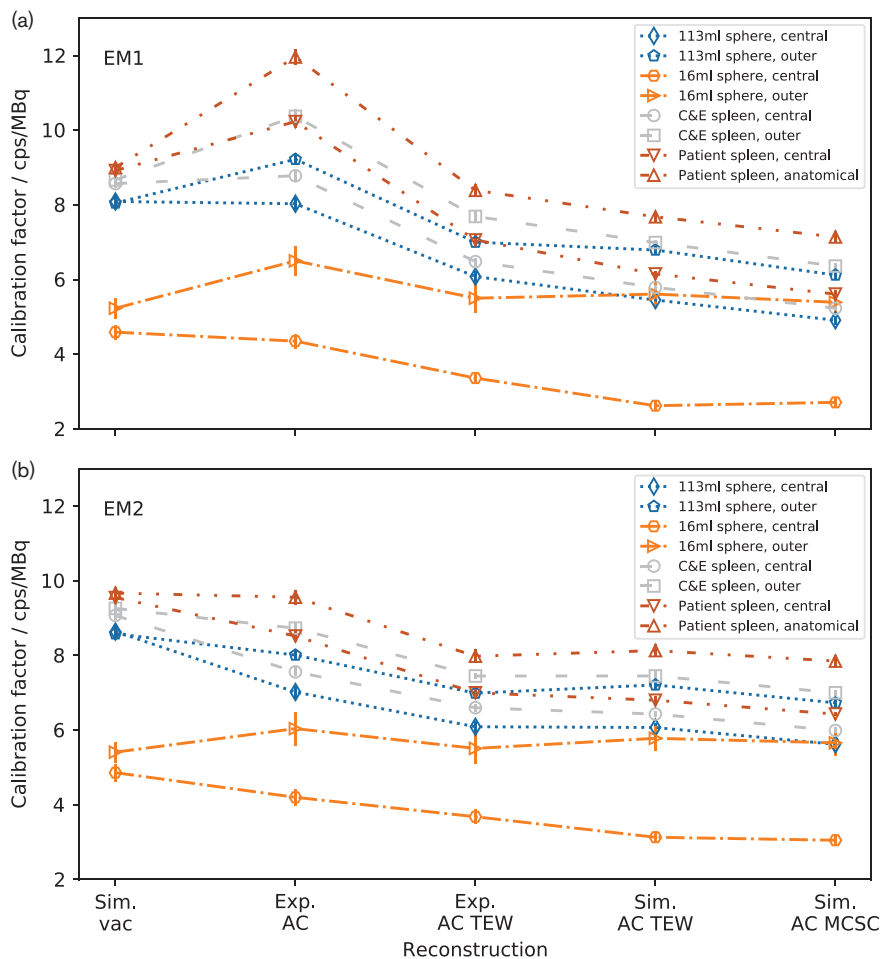 (a)
12
10
8
6
4
2
Calibration factor / cps/MBq
EM1
113ml sphere, central
113ml sphere, outer
16ml sphere, central
16ml sphere, outer
C&E spleen, central
C&E spleen, outer
Patient spleen, central
Patient spleen, anatomical
(b)
12
10
8
6
4
2
Calibration factor / cps/MBq
EM2
113ml sphere, central
113ml sphere, outer
16ml sphere, central
16ml sphere, outer
C&E spleen, central
C&E spleen, outer
Patient spleen, central
Patient spleen, anatomical
Sim.
vac
Exp.
AC
Exp.
AC TEW
Sim.
AC TEW
Sim.
AC MCSC
Reconstruction